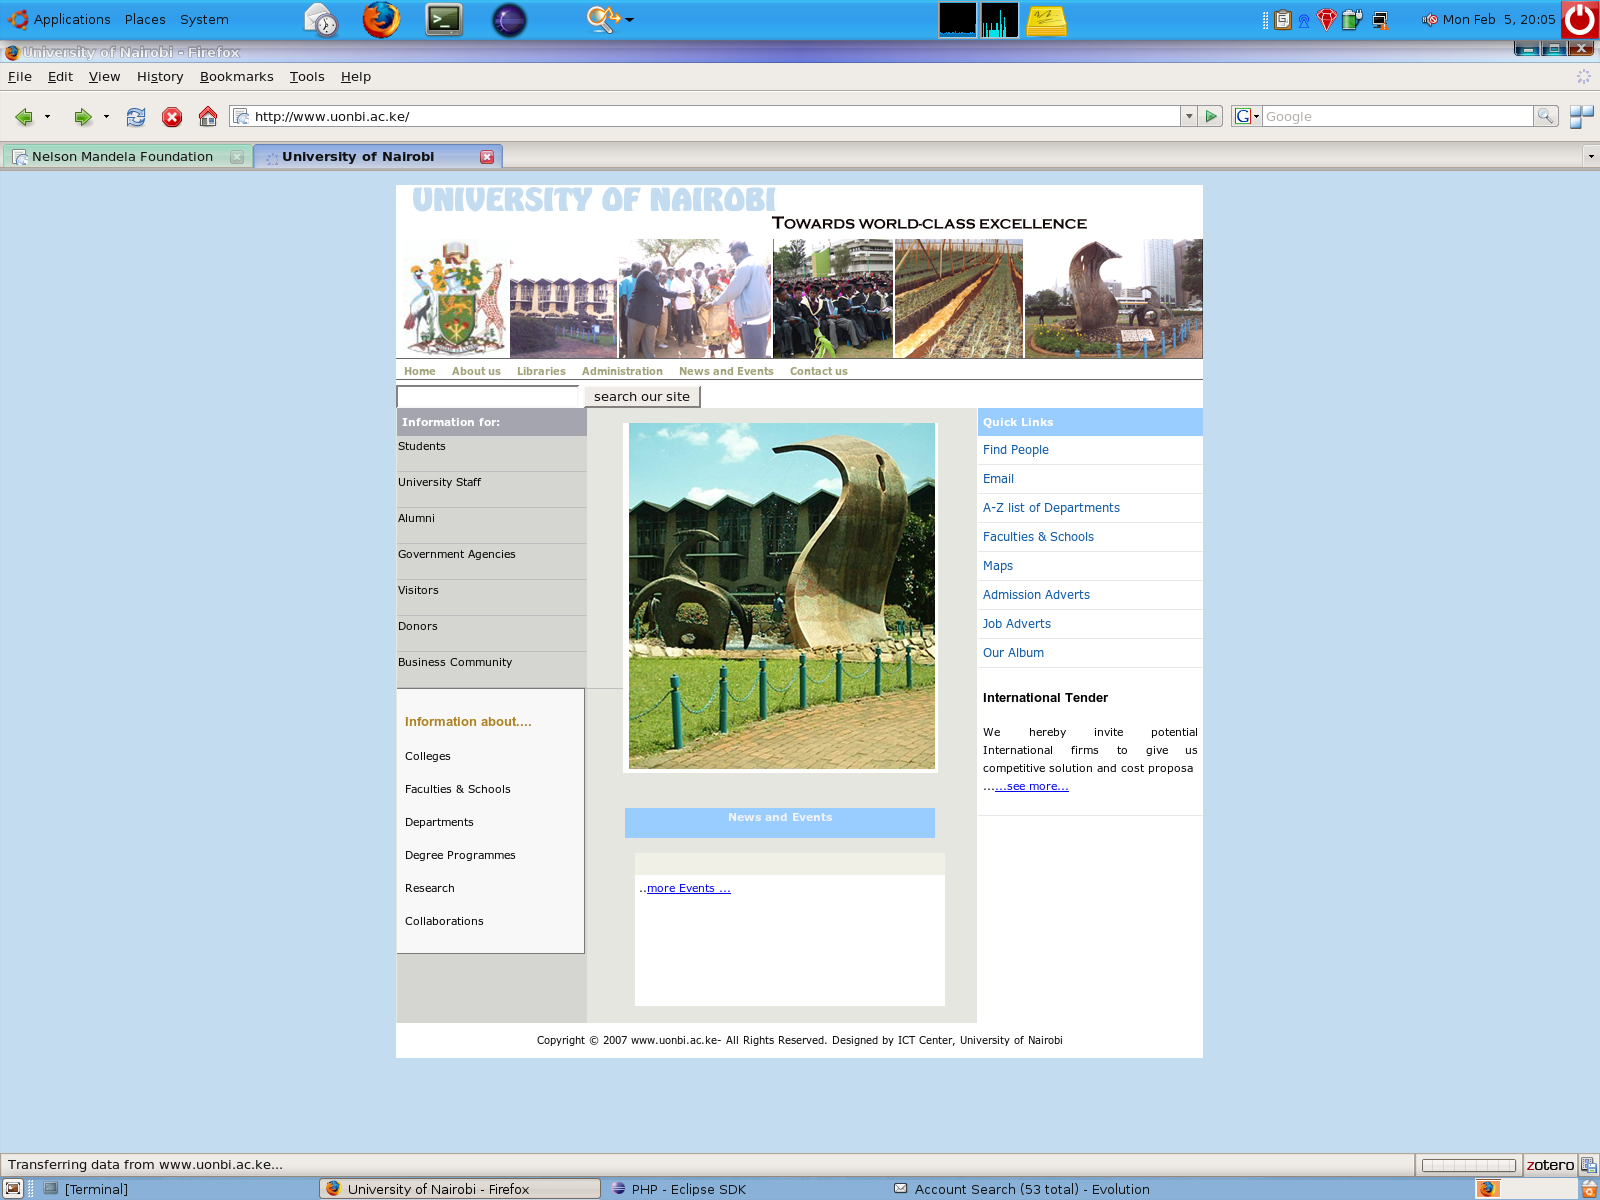 Applications Places System
Mon Feb 5, 20:05
University of Nairobi - Firefox
File Edit View History Bookmarks Tools Help
http://www.uonbi.ac.ke/
G Google
Nelson Mandela Foundation
University of Nairobi
UNIVERSITY OF NAIROBI
TOWARDS WORLD-CLASS EXCELLENCE
Home About us Libraries Administration News and Events Contact us
search our site
Information for:
Students
University Staff
Alumni
Government Agencies
Visitors
Donors
Business Community
Information about....
Colleges
Faculties & Schools
Departments
Degree Programmes
Research
Collaborations
News and Events
..more Events ...
Quick Links
Find People
Email
A-Z list of Departments
Faculties & Schools
Maps
Admission Adverts
Job Adverts
Our Album
International Tender
We hereby invite potential
International firms to give us
competitive solution and cost proposa
......see more...
Copyright © 2007 www.uonbi.ac.ke- All Rights Reserved. Designed by ICT Center, University of Nairobi
Transferring data from www.uonbi.ac.ke...
zotero
[Terminal]
University of Nairobi - Firefox
PHP - Eclipse SDK
Account Search (53 total) - Evolution